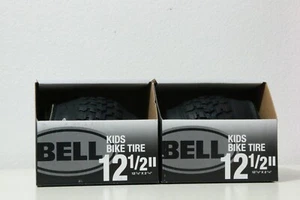 BELL
KIDS
BIKE TIRE
12 1/2"
BELL
KIDS
BIKE TIRE
12 1/2"